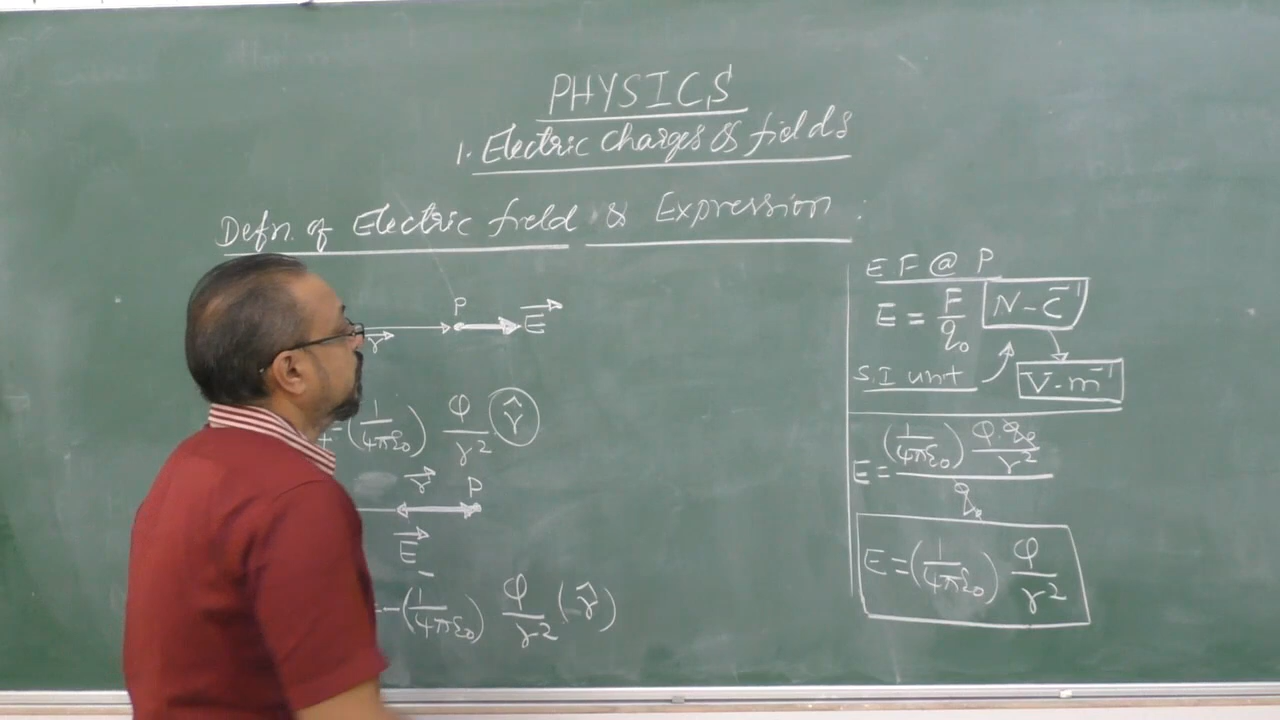 PHYSICS
1. Electric Charges & fields
Defn. of Electric field & Expression :
P
r⃗ E⃗
+(1/4πε₀) φ/r² r̂
r⃗ P
E⃗
=-(1/4πε₀) φ/r² (r̂)
E F @ P
E = F/q₀ N-C⁻¹
S.I unit V-m⁻¹
E = (1/4πε₀) φ.q₀/r² / q₀
E = (1/4πε₀) φ/r²